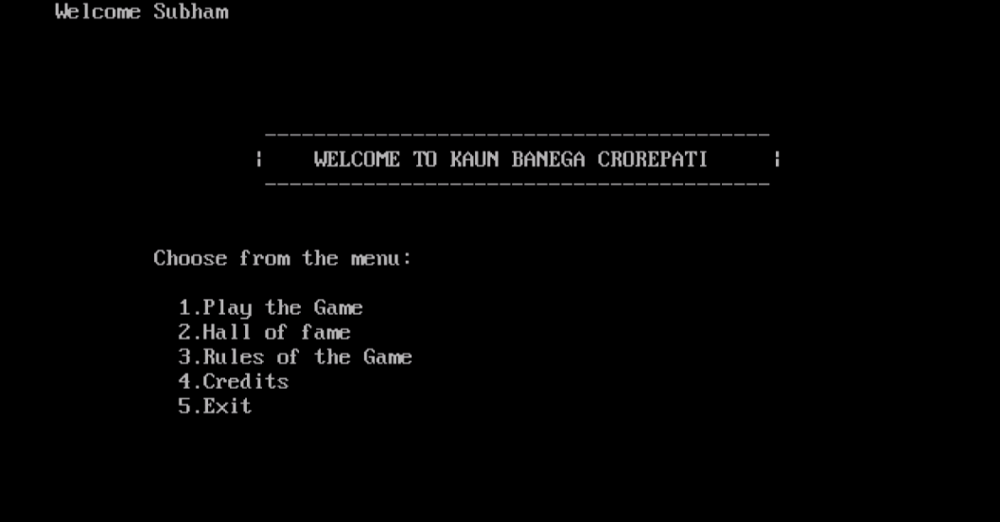 Welcome Subham
----------------------------------------
| WELCOME TO KAUN BANEGA CROREPATI |
----------------------------------------
Choose from the menu:
1.Play the Game
2.Hall of fame
3.Rules of the Game
4.Credits
5.Exit